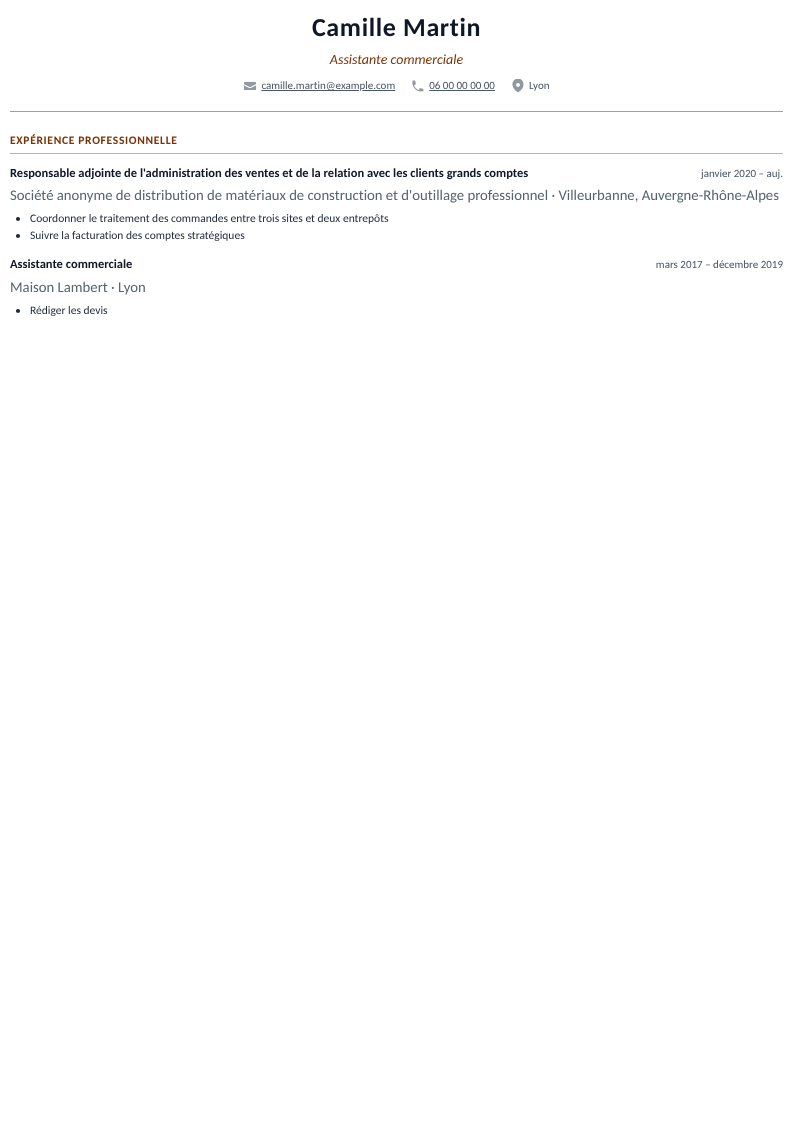 Camille Martin
Assistante commerciale
camille.martin@example.com 06 00 00 00 00 Lyon
EXPÉRIENCE PROFESSIONNELLE
Responsable adjointe de l'administration des ventes et de la relation avec les clients grands comptes janvier 2020 – auj.
Société anonyme de distribution de matériaux de construction et d'outillage professionnel · Villeurbanne, Auvergne-Rhône-Alpes
• Coordonner le traitement des commandes entre trois sites et deux entrepôts
• Suivre la facturation des comptes stratégiques
Assistante commerciale mars 2017 – décembre 2019
Maison Lambert · Lyon
• Rédiger les devis